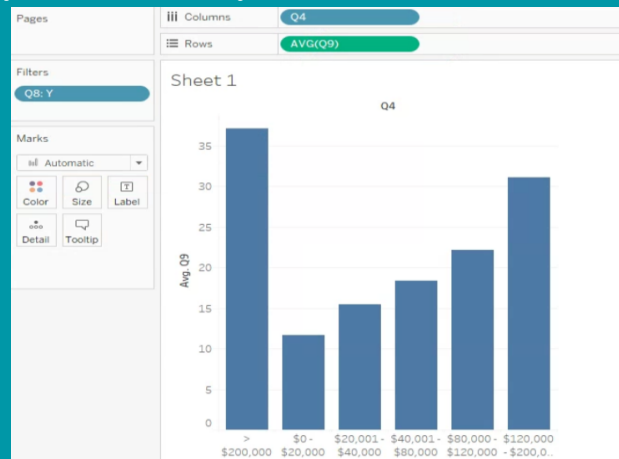 Pages
Columns
Q4
Rows
AVG(Q9)
Filters
Q8: Y
Sheet 1
Q4
Marks
Automatic
Color
Size
Label
Detail
Tooltip
Avg. Q9
35
30
25
20
15
10
5
0
> $200,000
$0 - $20,000
$20,001 - $40,000
$40,001 - $80,000
$80,000 - $120,000
$120,000 - $200,0..